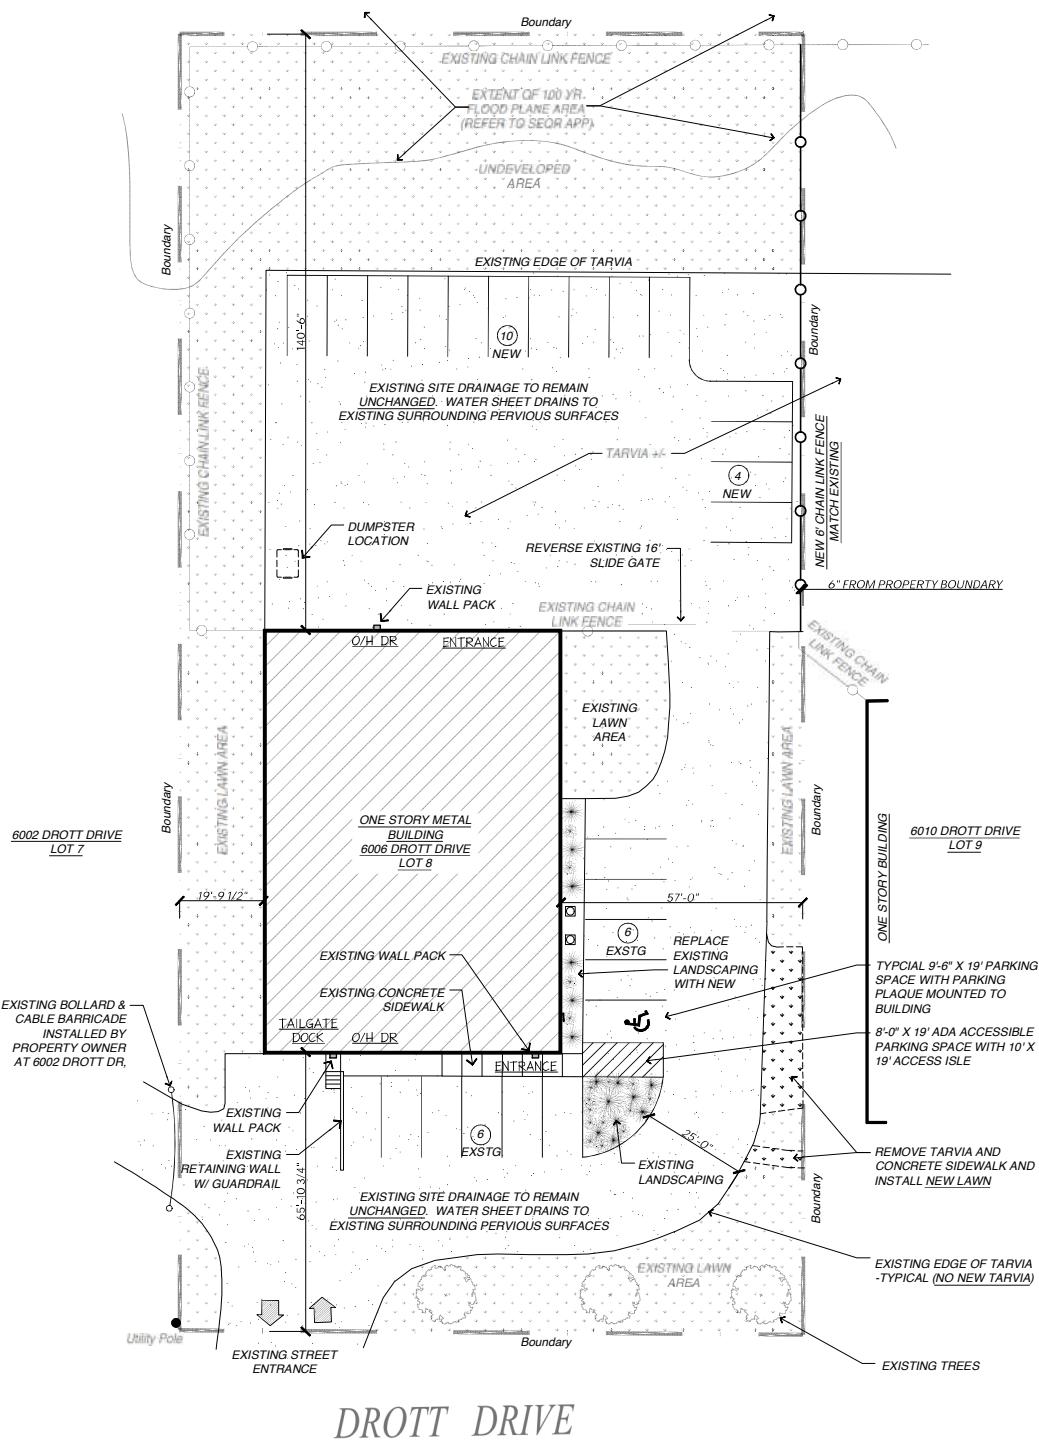 Boundary
EXISTING CHAIN LINK FENCE
EXTENT OF 100 YR.
FLOOD PLANE AREA
(REFER TO SEQR APP)
UNDEVELOPED
AREA
Boundary
EXISTING EDGE OF TARVIA
140'-6"
10
NEW
Boundary
EXISTING SITE DRAINAGE TO REMAIN
UNCHANGED. WATER SHEET DRAINS TO
EXISTING SURROUNDING PERVIOUS SURFACES
EXISTING CHAIN LINK FENCE
TARVIA +/-
4
NEW
NEW 6' CHAIN LINK FENCE
MATCH EXISTING
DUMPSTER
LOCATION
REVERSE EXISTING 16'
SLIDE GATE
6" FROM PROPERTY BOUNDARY
EXISTING
WALL PACK
EXISTING CHAIN
LINK FENCE
O/H DR
ENTRANCE
EXISTING CHAIN
LINK FENCE
EXISTING
LAWN
AREA
EXISTING LAWN AREA
EXISTING LAWN AREA
Boundary
Boundary
6002 DROTT DRIVE
LOT 7
ONE STORY METAL
BUILDING
6006 DROTT DRIVE
LOT 8
6010 DROTT DRIVE
LOT 9
ONE STORY BUILDING
19'-9 1/2"
57'-0"
6
EXSTG
REPLACE
EXISTING
LANDSCAPING
WITH NEW
EXISTING WALL PACK
EXISTING CONCRETE
SIDEWALK
TYPCIAL 9'-6" X 19' PARKING
SPACE WITH PARKING
PLAQUE MOUNTED TO
BUILDING
EXISTING BOLLARD &
CABLE BARRICADE
INSTALLED BY
PROPERTY OWNER
AT 6002 DROTT DR,
TAILGATE
DOCK
O/H DR
ENTRANCE
8'-0" X 19' ADA ACCESSIBLE
PARKING SPACE WITH 10' X
19' ACCESS ISLE
EXISTING
WALL PACK
6
EXSTG
25'-0"
EXISTING
RETAINING WALL
W/ GUARDRAIL
EXISTING
LANDSCAPING
REMOVE TARVIA AND
CONCRETE SIDEWALK AND
INSTALL NEW LAWN
65'-10 3/4"
EXISTING SITE DRAINAGE TO REMAIN
UNCHANGED. WATER SHEET DRAINS TO
EXISTING SURROUNDING PERVIOUS SURFACES
Boundary
EXISTING EDGE OF TARVIA
-TYPICAL (NO NEW TARVIA)
EXISTING LAWN
AREA
Utility Pole
Boundary
EXISTING STREET
ENTRANCE
EXISTING TREES
DROTT DRIVE